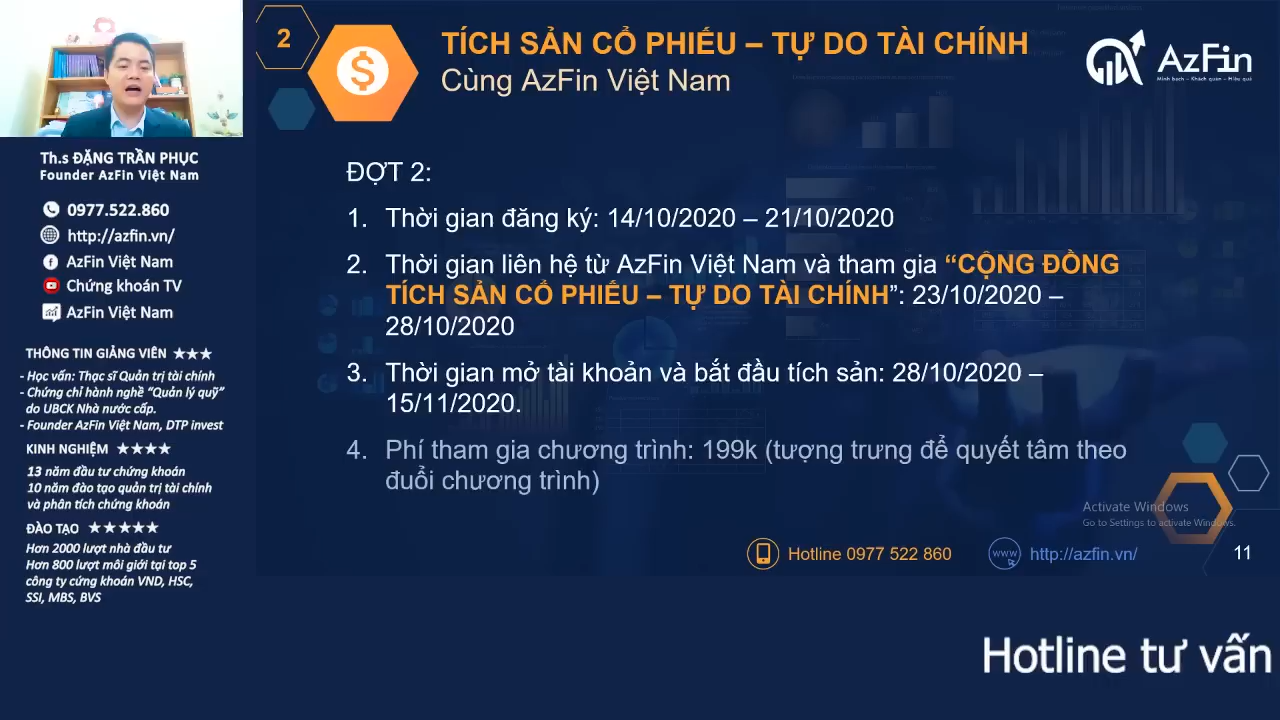 2
TÍCH SẢN CỔ PHIẾU – TỰ DO TÀI CHÍNH
Cùng AzFin Việt Nam
AzFin
Minh bạch – Khách quan – Hiệu quả
Th.s ĐẶNG TRẦN PHỤC
Founder AzFin Việt Nam
0977.522.860
http://azfin.vn/
AzFin Việt Nam
Chứng khoán TV
AzFin Việt Nam
THÔNG TIN GIẢNG VIÊN ★★★
- Học vấn: Thạc sĩ Quản trị tài chính
- Chứng chỉ hành nghề “Quản lý quỹ”
do UBCK Nhà nước cấp.
- Founder AzFin Việt Nam, DTP invest
KINH NGHIỆM ★★★★
13 năm đầu tư chứng khoán
10 năm đào tạo quản trị tài chính
và phân tích chứng khoán
ĐÀO TẠO ★★★★★
Hơn 2000 lượt nhà đầu tư
Hơn 800 lượt môi giới tại top 5
công ty cứng khoán VND, HSC,
SSI, MBS, BVS
ĐỢT 2:
1. Thời gian đăng ký: 14/10/2020 – 21/10/2020
2. Thời gian liên hệ từ AzFin Việt Nam và tham gia “CỘNG ĐỒNG
TÍCH SẢN CỔ PHIẾU – TỰ DO TÀI CHÍNH”: 23/10/2020 –
28/10/2020
3. Thời gian mở tài khoản và bắt đầu tích sản: 28/10/2020 –
15/11/2020.
4. Phí tham gia chương trình: 199k (tượng trưng để quyết tâm theo
đuổi chương trình)
Activate Windows
Go to Settings to activate Windows.
Hotline 0977 522 860
www
http://azfin.vn/
11
Hotline tư vấn